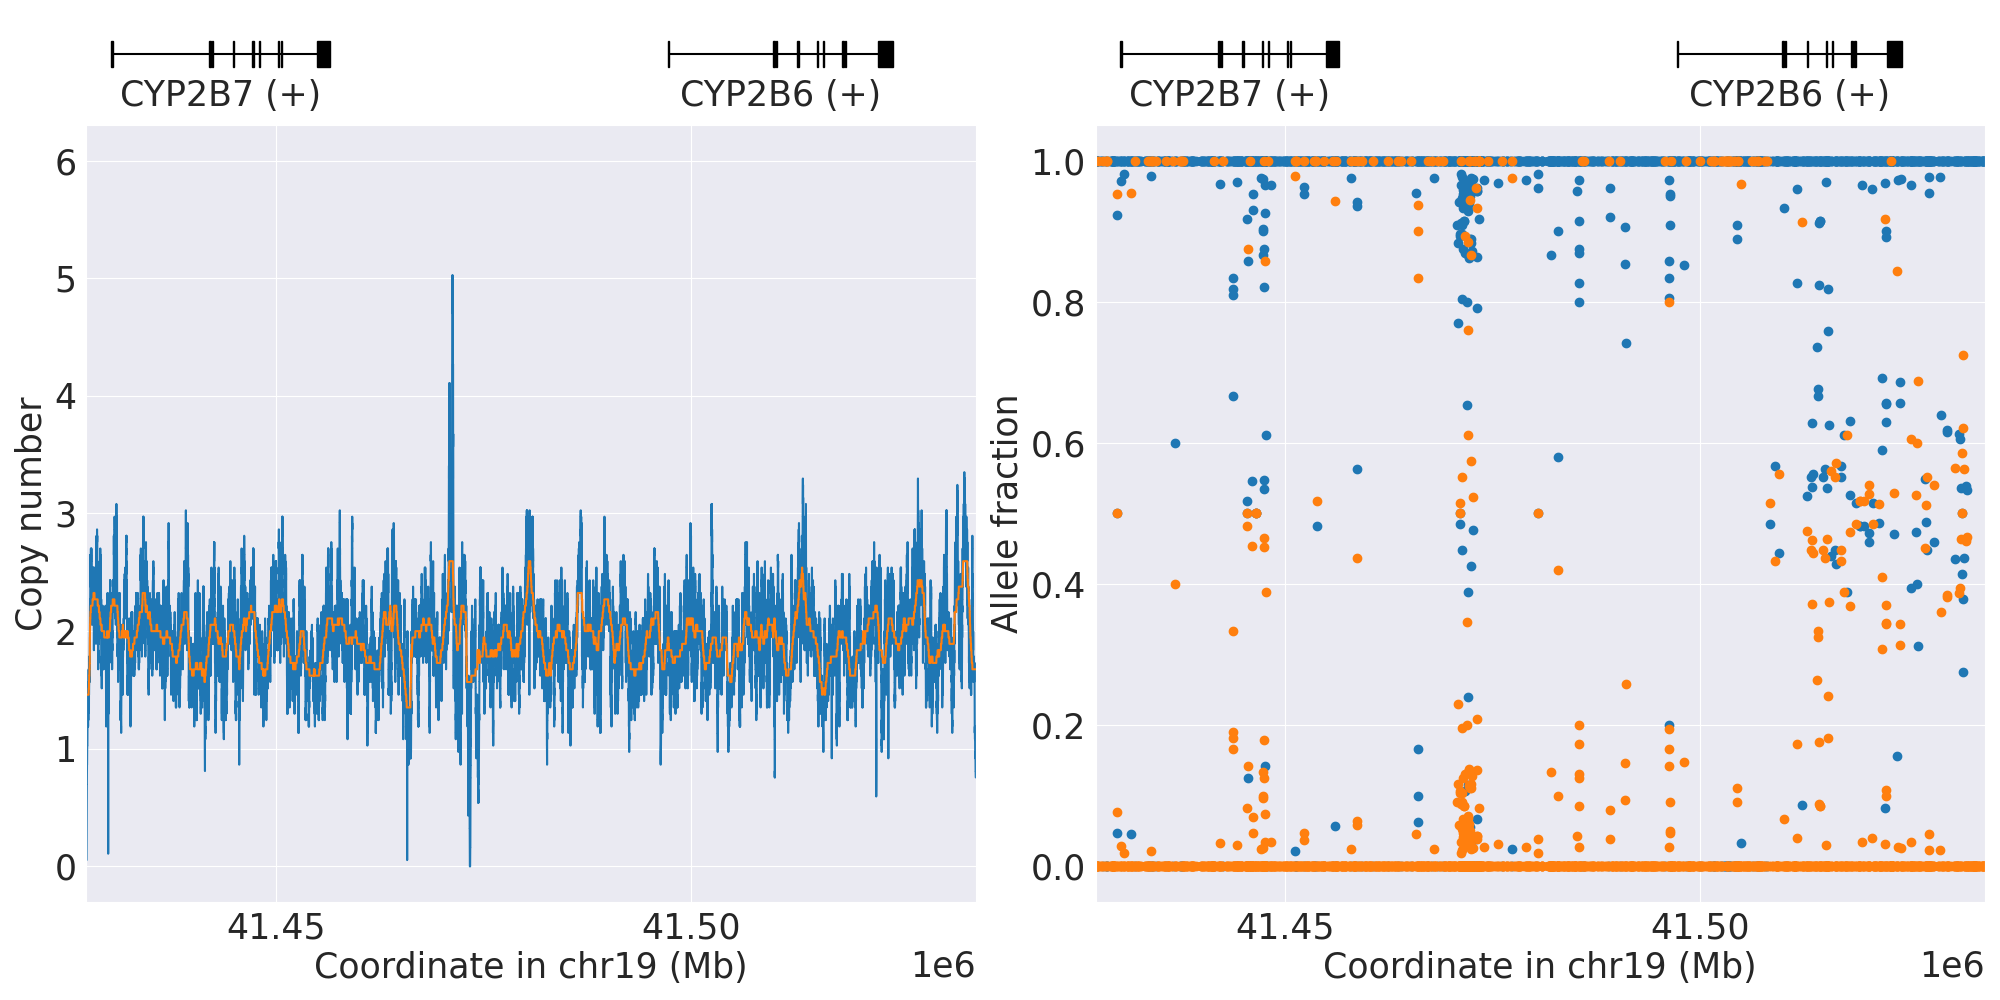 CYP2B7 (+)
CYP2B6 (+)
6
5
4
3
2
1
0
Copy number
41.45
41.50
Coordinate in chr19 (Mb)
1e6
CYP2B7 (+)
CYP2B6 (+)
1.0
0.8
0.6
0.4
0.2
0.0
Allele fraction
41.45
41.50
Coordinate in chr19 (Mb)
1e6